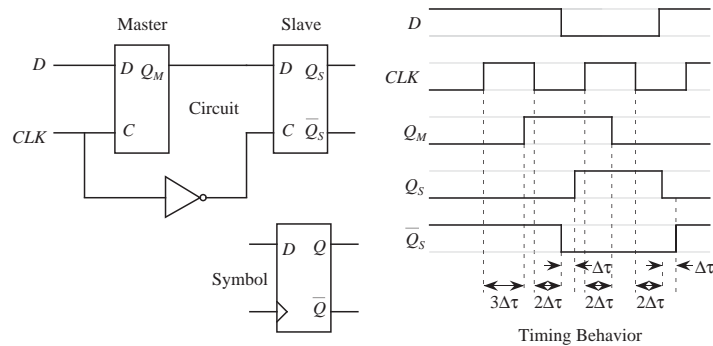 Master
Slave
D
D Q_M
D Q_S
Circuit
CLK
C
C Q̅_S
D Q
Symbol
Q̅
D
CLK
Q_M
Q_S
Q̅_S
Δτ
Δτ
3Δτ 2Δτ 2Δτ 2Δτ
Timing Behavior